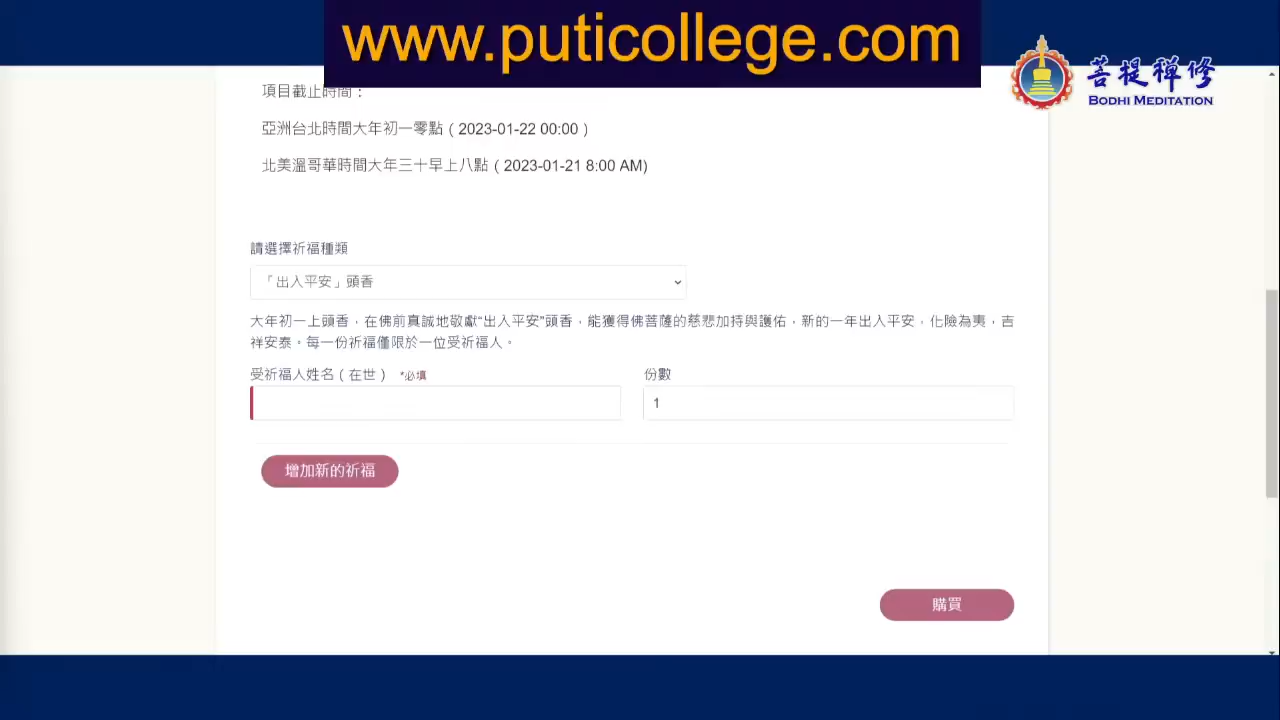 www.puticollege.com
菩提禪修
BODHI MEDITATION
項目截止時間：
亞洲台北時間大年初一零點（2023-01-22 00:00）
北美溫哥華時間大年三十早上八點（2023-01-21 8:00 AM)
請選擇祈福種類
「出入平安」頭香
大年初一上頭香，在佛前真誠地敬獻“出入平安”頭香，能獲得佛菩薩的慈悲加持與護佑，新的一年出入平安，化險為夷，吉
祥安泰。每一份祈福僅限於一位受祈福人。
受祈福人姓名（在世） *必填
份數
1
增加新的祈福
購買